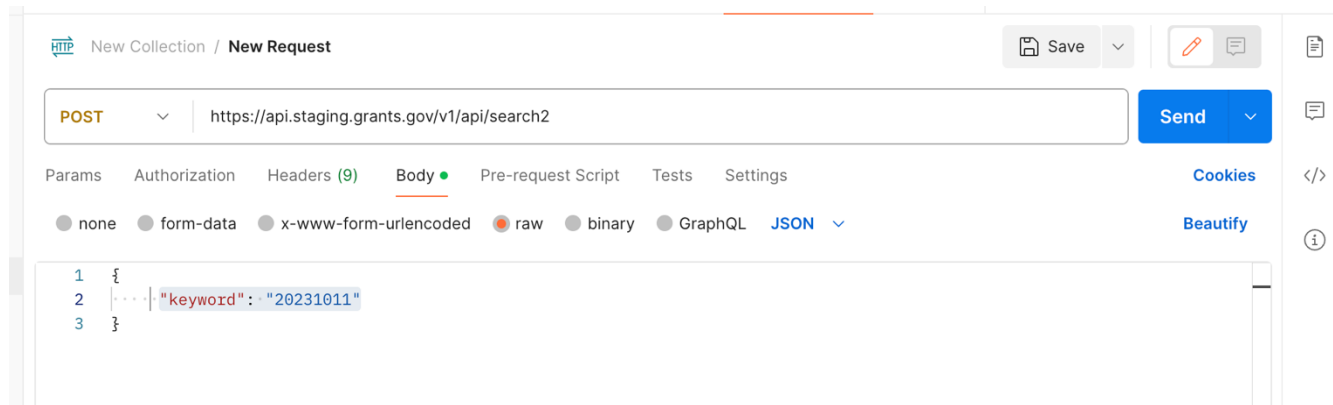 HTTP New Collection / New Request Save
POST https://api.staging.grants.gov/v1/api/search2 Send
Params Authorization Headers (9) Body Pre-request Script Tests Settings Cookies
none form-data x-www-form-urlencoded raw binary GraphQL JSON Beautify
1 {
2 "keyword": "20231011"
3 }